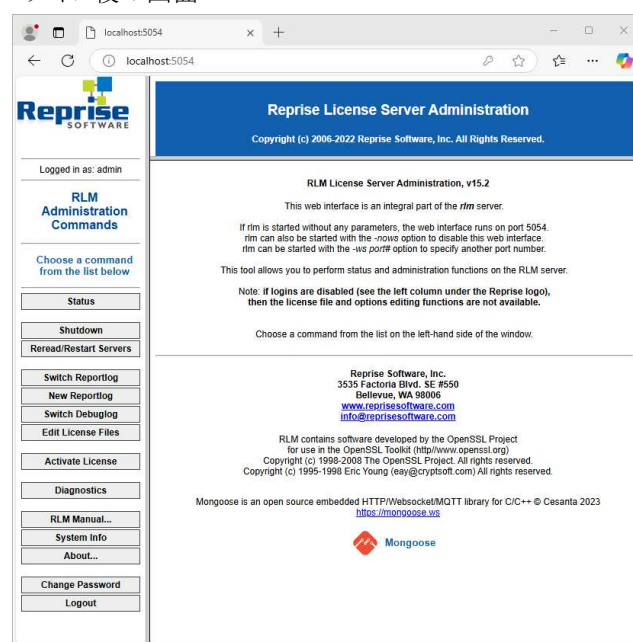 localhost:5054
localhost:5054
Reprise
SOFTWARE
Logged in as: admin
RLM
Administration
Commands
Choose a command
from the list below
Status
Shutdown
Reread/Restart Servers
Switch Reportlog
New Reportlog
Switch Debuglog
Edit License Files
Activate License
Diagnostics
RLM Manual...
System Info
About...
Change Password
Logout
Reprise License Server Administration
Copyright (c) 2006-2022 Reprise Software, Inc. All Rights Reserved.
RLM License Server Administration, v15.2
This web interface is an integral part of the rlm server.
If rlm is started without any parameters, the web interface runs on port 5054.
rlm can also be started with the -nows option to disable this web interface.
rlm can be started with the -ws port# option to specify another port number.
This tool allows you to perform status and administration functions on the RLM server.
Note: if logins are disabled (see the left column under the Reprise logo),
then the license file and options editing functions are not available.
Choose a command from the list on the left-hand side of the window.
Reprise Software, Inc.
3535 Factoria Blvd. SE #550
Bellevue, WA 98006
www.reprisesoftware.com
info@reprisesoftware.com
RLM contains software developed by the OpenSSL Project
for use in the OpenSSL Toolkit (http//www.openssl.org)
Copyright (c) 1998-2008 The OpenSSL Project. All rights reserved.
Copyright (c) 1995-1998 Eric Young (eay@cryptsoft.com) All rights reserved.
Mongoose is an open source embedded HTTP/Websocket/MQTT library for C/C++ © Cesanta 2023
https://mongoose.ws
Mongoose